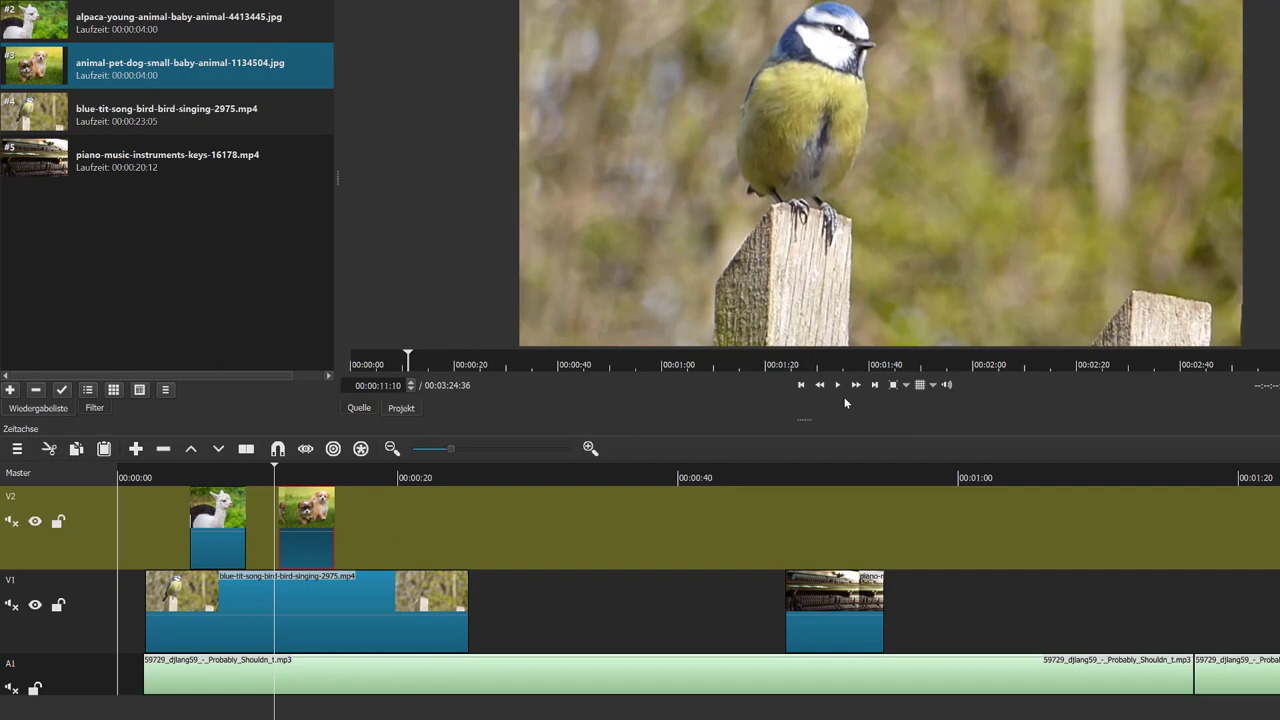 #2
alpaca-young-animal-baby-animal-4413445.jpg
Laufzeit: 00:00:04:00
#3
animal-pet-dog-small-baby-animal-1134504.jpg
Laufzeit: 00:00:04:00
#4
blue-tit-song-bird-bird-singing-2975.mp4
Laufzeit: 00:00:23:05
#5
piano-music-instruments-keys-16178.mp4
Laufzeit: 00:00:20:12
00:00:00 00:00:20 00:00:40 00:01:00 00:01:20 00:01:40 00:02:00 00:02:20 00:02:40
00:00:11:10 / 00:03:24:36 --:--:--
Wiedergabeliste Filter Quelle Projekt
Zeitachse
Master 00:00:00 00:00:20 00:00:40 00:01:00 00:01:20
V2
V1 blue-tit-song-bird-bird-singing-2975.mp4
A1 59729_djlang59_-_Probably_Shouldn_t.mp3 59729_djlang59_-_Probably_Shouldn_t.mp3 59729_djlang59_-_Probabl